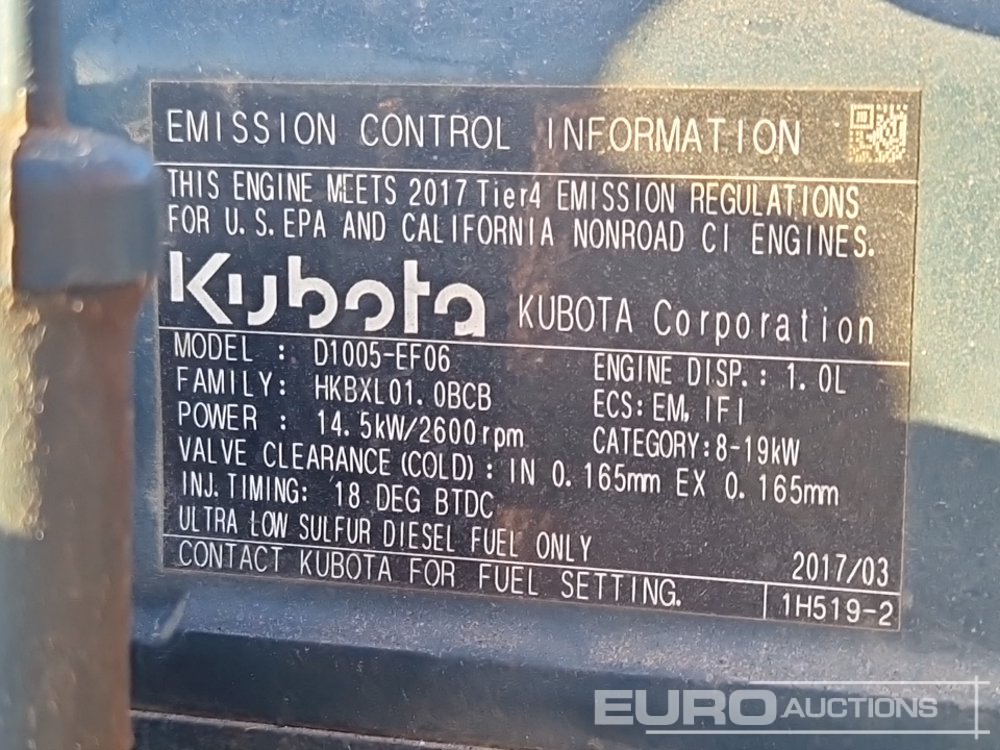 EMISSION CONTROL INFORMATION
THIS ENGINE MEETS 2017 Tier4 EMISSION REGULATIONS
FOR U.S.EPA AND CALIFORNIA NONROAD CI ENGINES.
Kubota KUBOTA Corporation
MODEL : D1005-EF06 ENGINE DISP.: 1.0L
FAMILY: HKBXL01.0BCB ECS:EM, IFI
POWER : 14.5kW/2600rpm CATEGORY:8-19kW
VALVE CLEARANCE(COLD): IN 0.165mm EX 0.165mm
INJ.TIMING: 18 DEG BTDC
ULTRA LOW SULFUR DIESEL FUEL ONLY 2017/03
CONTACT KUBOTA FOR FUEL SETTING. 1H519-2
EURO AUCTIONS